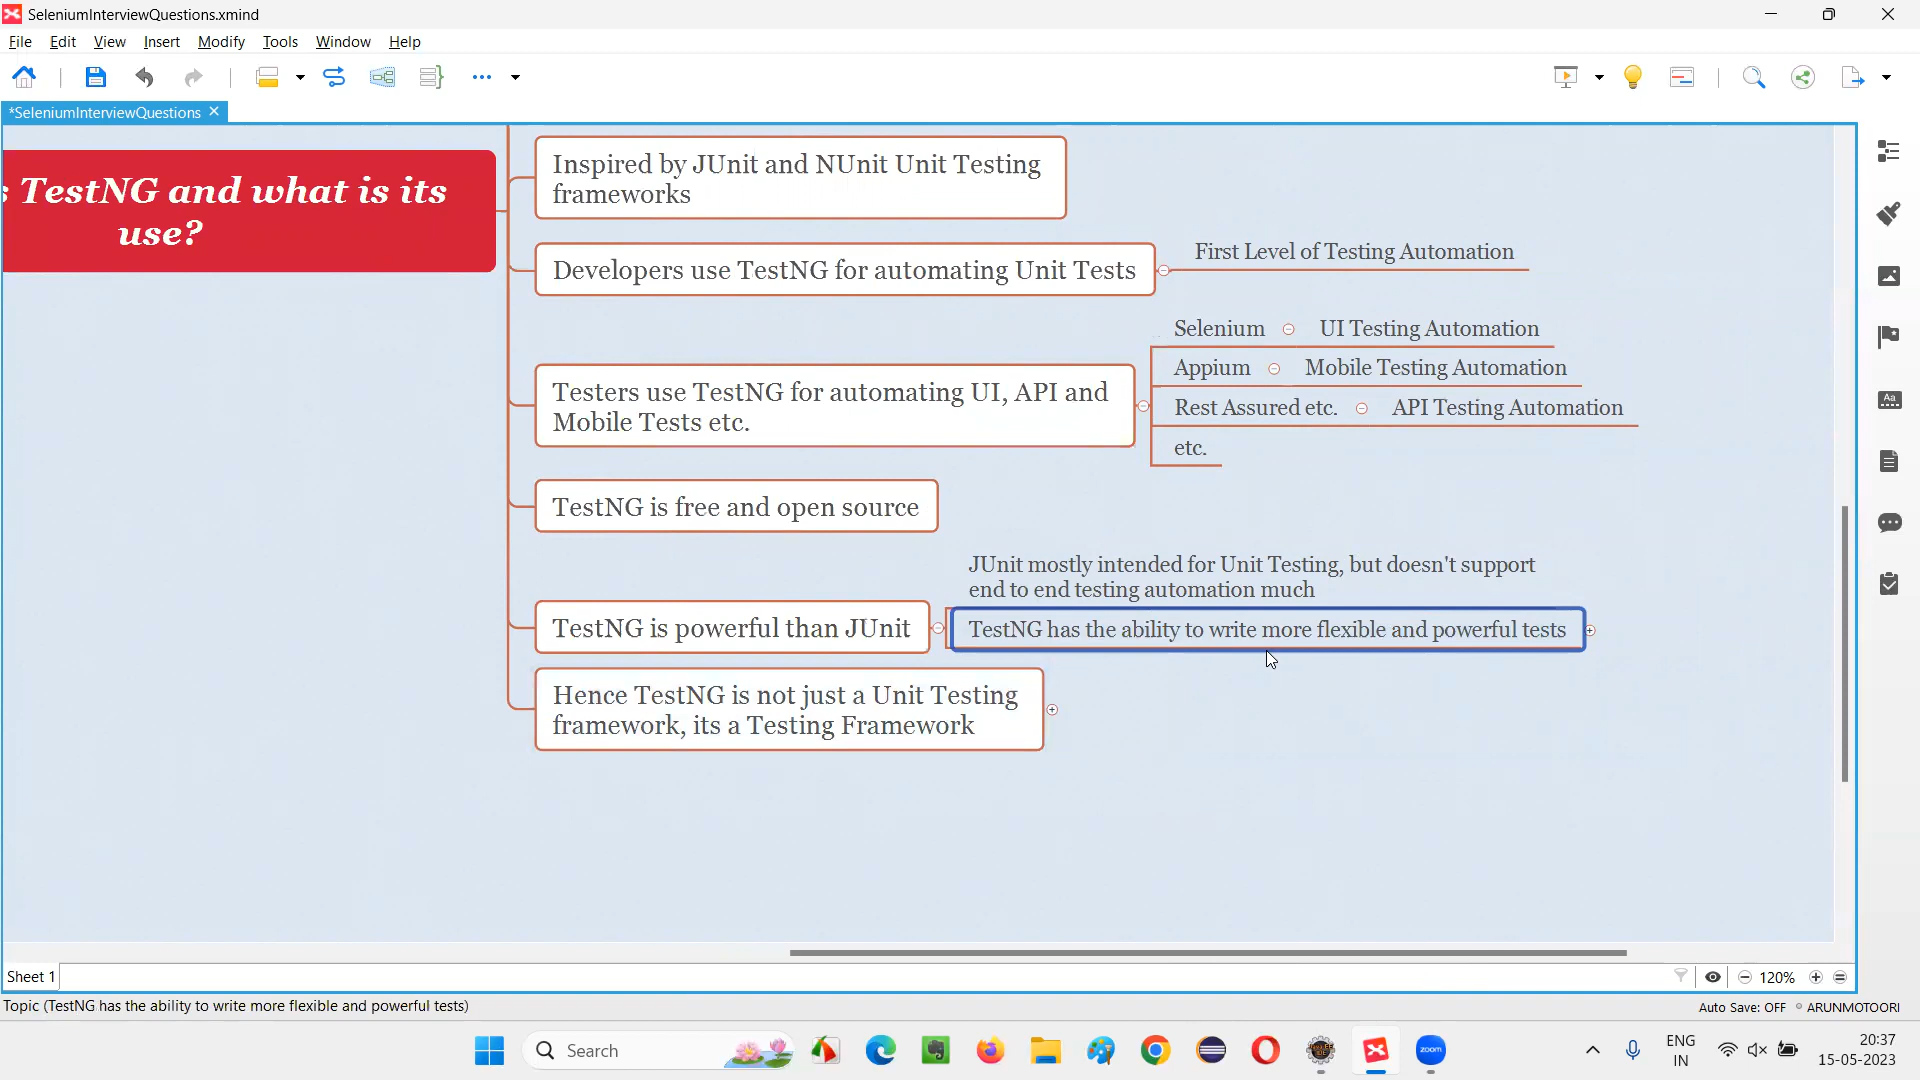 SeleniumInterviewQuestions.xmind
File Edit View Insert Modify Tools Window Help
*SeleniumInterviewQuestions
s TestNG and what is its
use?
Inspired by JUnit and NUnit Unit Testing
frameworks
Developers use TestNG for automating Unit Tests
First Level of Testing Automation
Testers use TestNG for automating UI, API and
Mobile Tests etc.
Selenium UI Testing Automation
Appium Mobile Testing Automation
Rest Assured etc. API Testing Automation
etc.
TestNG is free and open source
TestNG is powerful than JUnit
JUnit mostly intended for Unit Testing, but doesn't support
end to end testing automation much
TestNG has the ability to write more flexible and powerful tests
Hence TestNG is not just a Unit Testing
framework, its a Testing Framework
Aa
Sheet 1
120%
Topic (TestNG has the ability to write more flexible and powerful tests)
Auto Save: OFF ARUNMOTOORI
Search
zoom
ENG
IN
20:37
15-05-2023